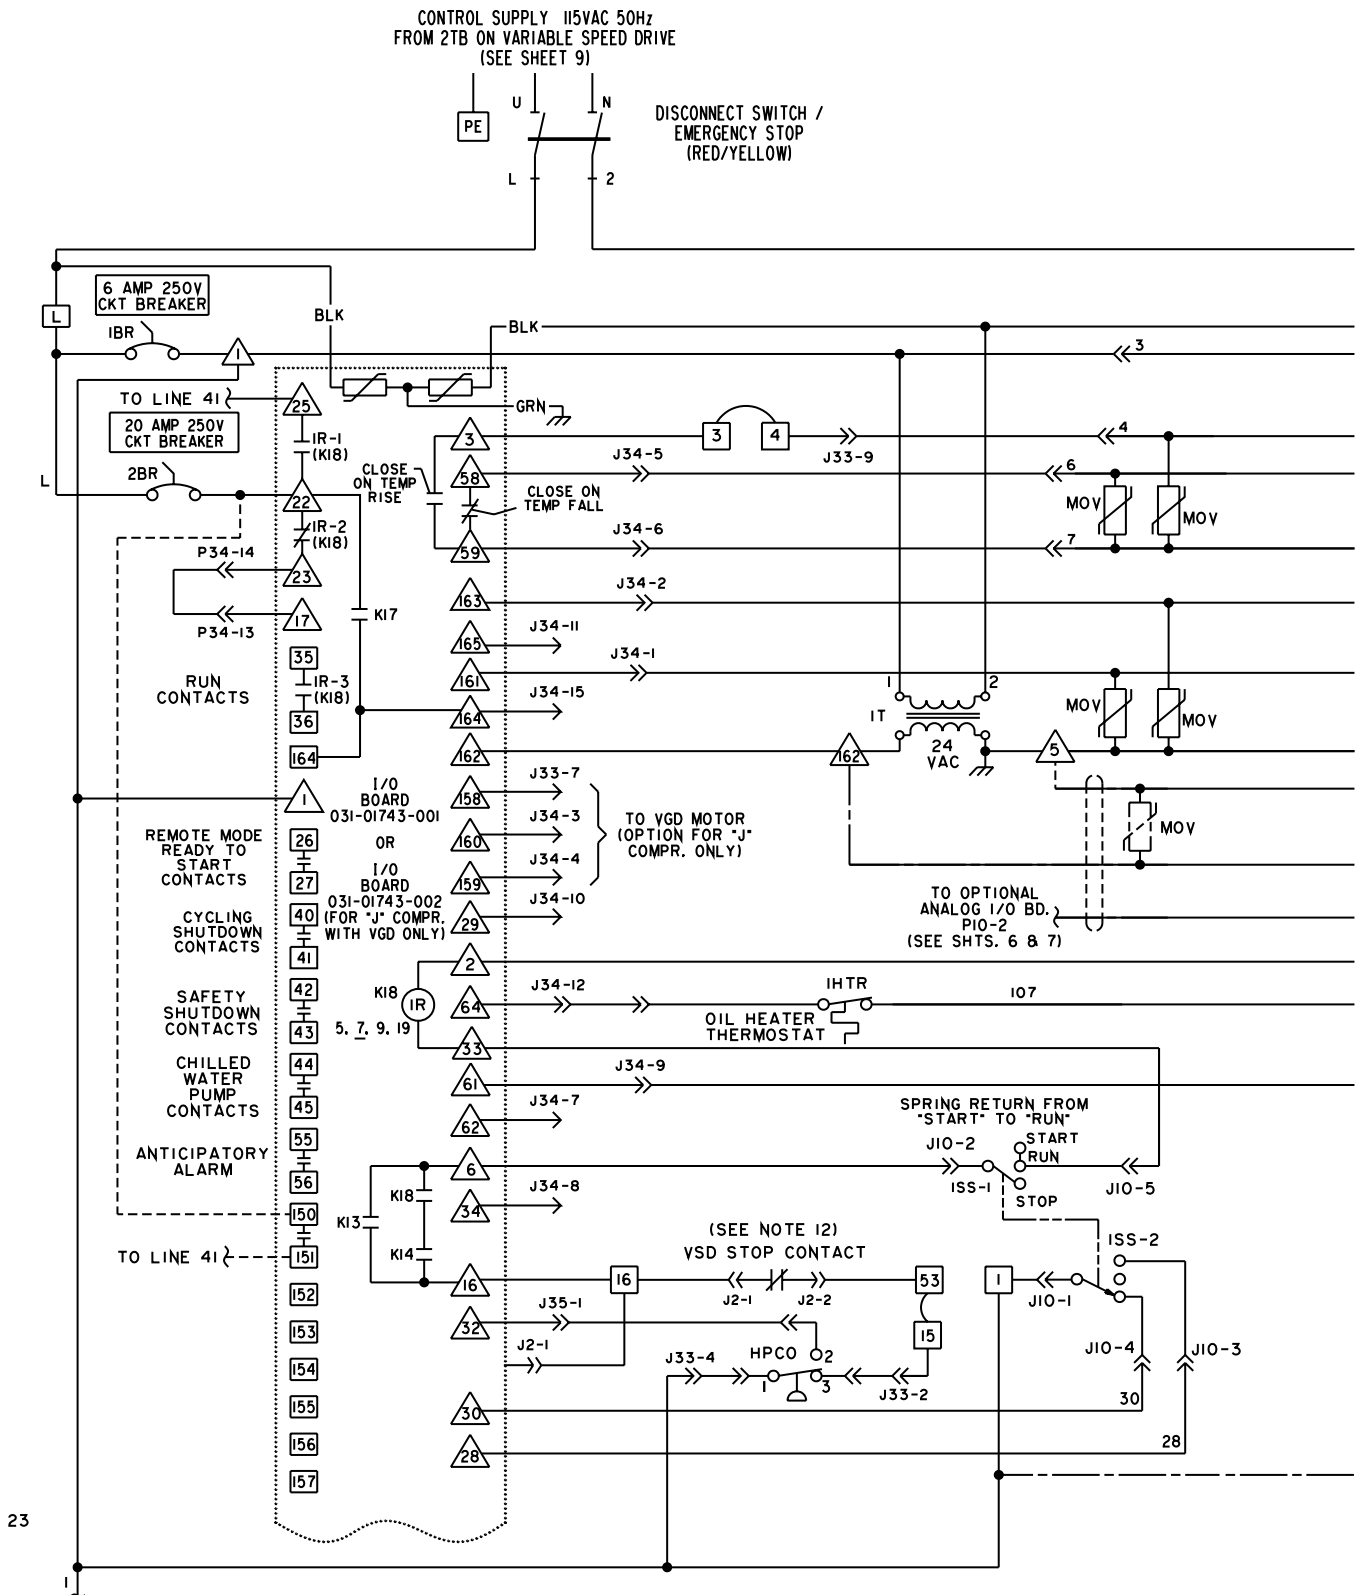 CONTROL SUPPLY 115VAC 50Hz
FROM 2TB ON VARIABLE SPEED DRIVE
(SEE SHEET 9)
U
N
PE
DISCONNECT SWITCH /
EMERGENCY STOP
(RED/YELLOW)
L
2
6 AMP 250V
CKT BREAKER
L
BLK
BLK
1BR
1
3
TO LINE 41
25
GRN
20 AMP 250V
CKT BREAKER
1R-1
(K18)
3
3
4
J33-9
4
CLOSE
ON TEMP
RISE
J34-5
6
2BR
58
L
22
CLOSE ON
TEMP FALL
MOV
MOV
1R-2
(K18)
J34-6
7
P34-14
59
23
J34-2
163
17
K17
P34-13
J34-11
165
35
J34-1
RUN
CONTACTS
1R-3
(K18)
161
J34-15
1
2
36
164
1T
MOV
MOV
164
162
162
24
VAC
5
I/O
BOARD
031-01743-001
J33-7
1
158
TO VGD MOTOR
(OPTION FOR "J"
COMPR. ONLY)
J34-3
REMOTE MODE
READY TO
START
CONTACTS
26
OR
160
MOV
J34-4
27
I/O
BOARD
031-01743-002
(FOR "J" COMPR.
WITH VGD ONLY)
159
J34-10
TO OPTIONAL
ANALOG I/O BD.
P10-2
(SEE SHTS. 6 & 7)
CYCLING
SHUTDOWN
CONTACTS
40
29
41
2
SAFETY
SHUTDOWN
CONTACTS
42
K18
1R
J34-12
1HTR
107
64
43
5, 7, 9, 19
OIL HEATER
THERMOSTAT
33
CHILLED
WATER
PUMP
CONTACTS
44
J34-9
61
45
J34-7
SPRING RETURN FROM
"START" TO "RUN"
62
55
J10-2
START
RUN
ANTICIPATORY
ALARM
6
56
1SS-1
STOP
J10-5
K18
J34-8
34
150
K13
(SEE NOTE 12)
VSD STOP CONTACT
1SS-2
TO LINE 41
151
K14
16
16
53
1
J2-1
J2-2
J10-1
152
J35-1
32
153
15
J2-1
J33-4
HPCO
2
J10-4
J10-3
154
1
3
J33-2
155
30
30
156
28
28
157
23
1